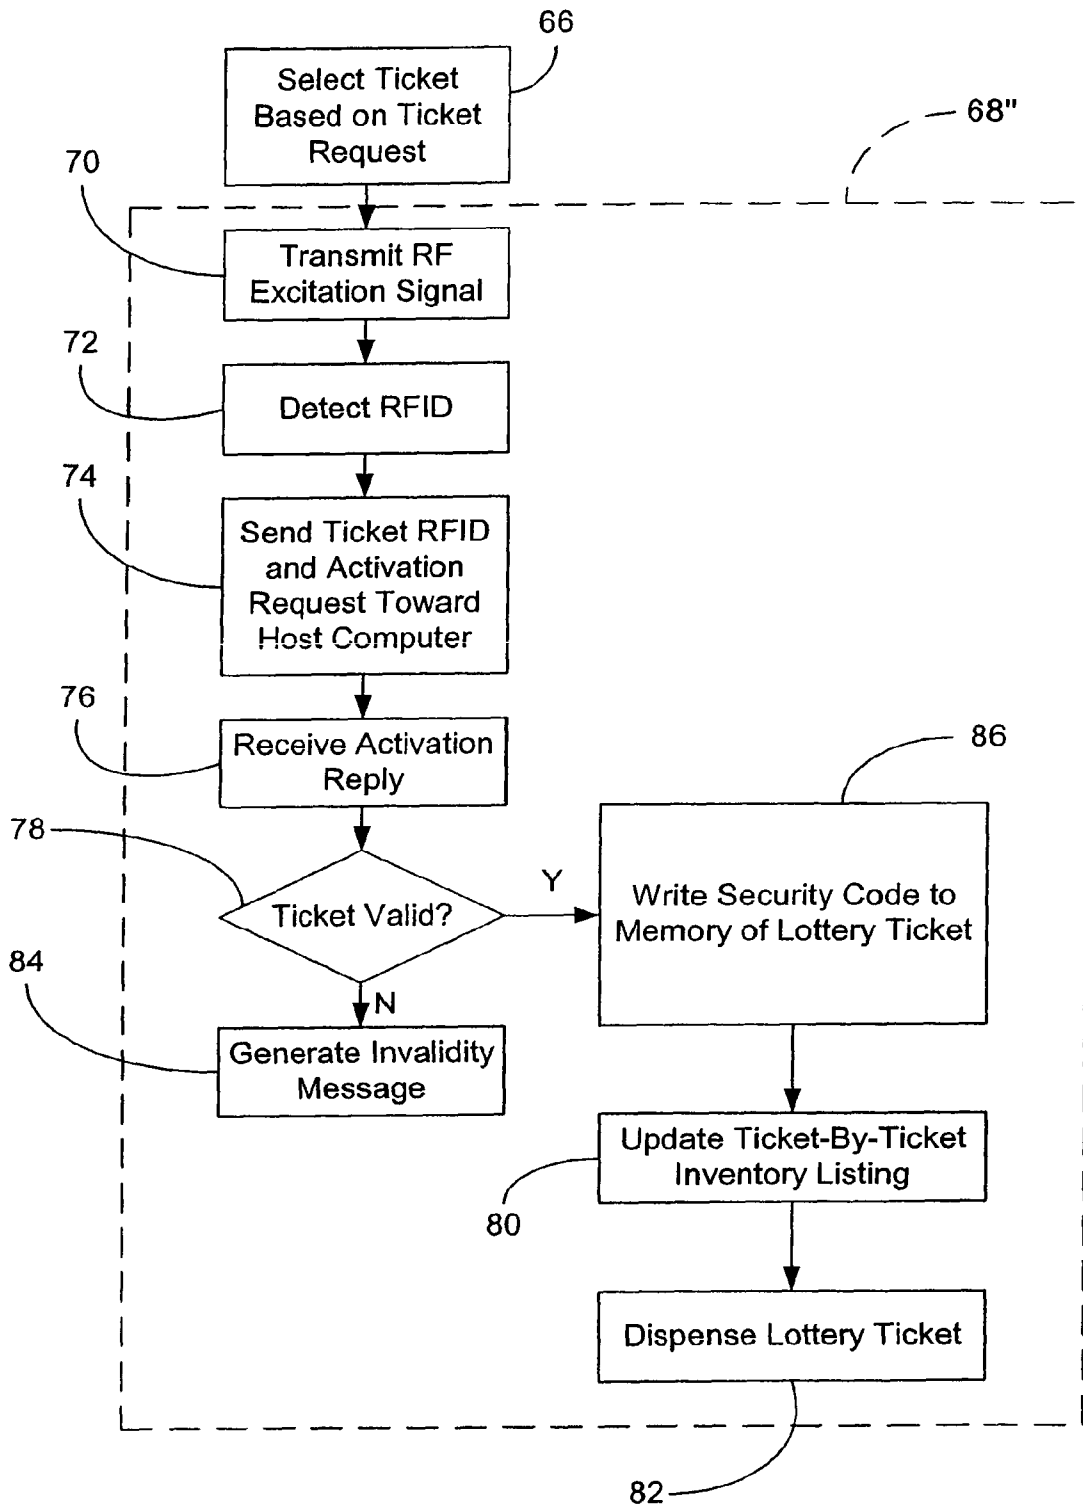 66
Select Ticket
Based on Ticket
Request
68"
70
Transmit RF
Excitation Signal
72
Detect RFID
74
Send Ticket RFID
and Activation
Request Toward
Host Computer
76
Receive Activation
Reply
86
78
Ticket Valid?
Y
Write Security Code to
Memory of Lottery Ticket
84
N
Generate Invalidity
Message
Update Ticket-By-Ticket
Inventory Listing
80
Dispense Lottery Ticket
82